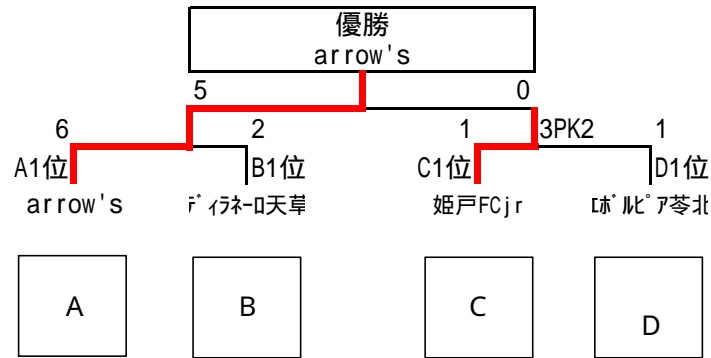 優勝
arrow's
5 0
6 2 1 3PK2 1
A1位 B1位 C1位 D1位
arrow's ディラネーロ天草 姫戸FCjr エボルピア苓北
A B C D